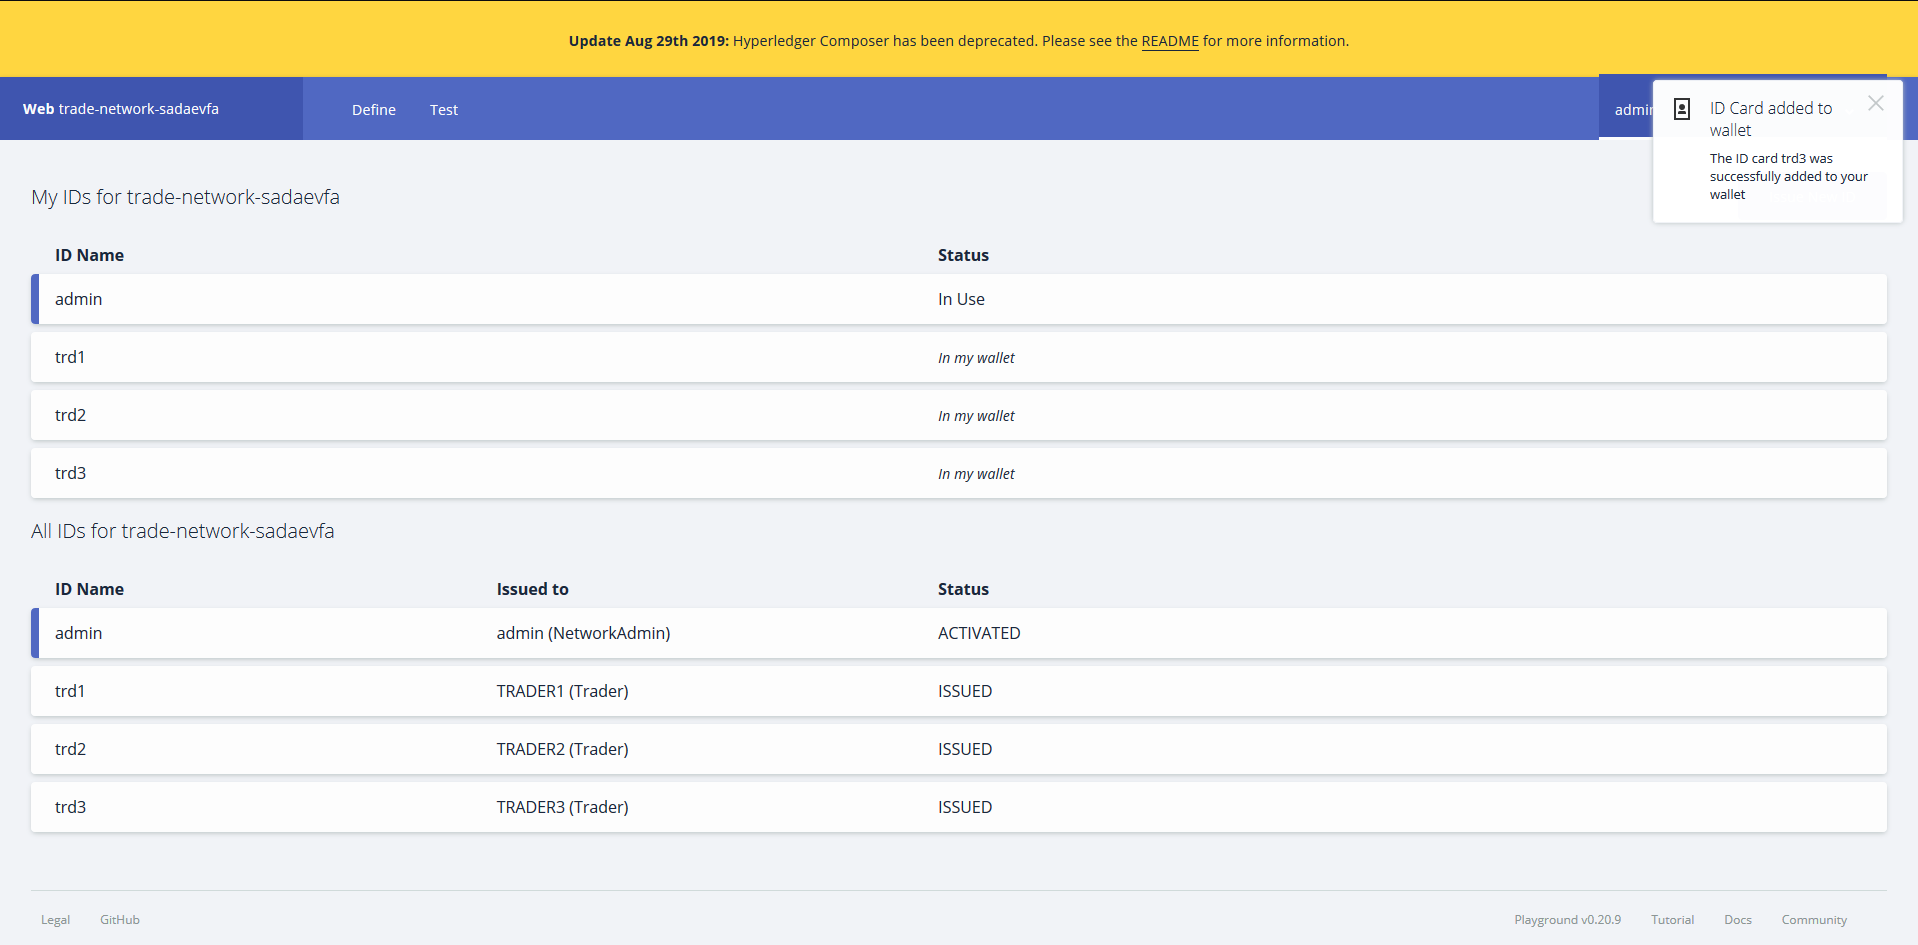 Update Aug 29th 2019: Hyperledger Composer has been deprecated. Please see the README for more information.
Web trade-network-sadaevfa
Define
Test
admin
ID Card added to
wallet
The ID card trd3 was
successfully added to your
wallet
My IDs for trade-network-sadaevfa
ID Name Status
admin In Use
trd1 In my wallet
trd2 In my wallet
trd3 In my wallet
All IDs for trade-network-sadaevfa
ID Name Issued to Status
admin admin (NetworkAdmin) ACTIVATED
trd1 TRADER1 (Trader) ISSUED
trd2 TRADER2 (Trader) ISSUED
trd3 TRADER3 (Trader) ISSUED
Legal GitHub Playground v0.20.9 Tutorial Docs Community